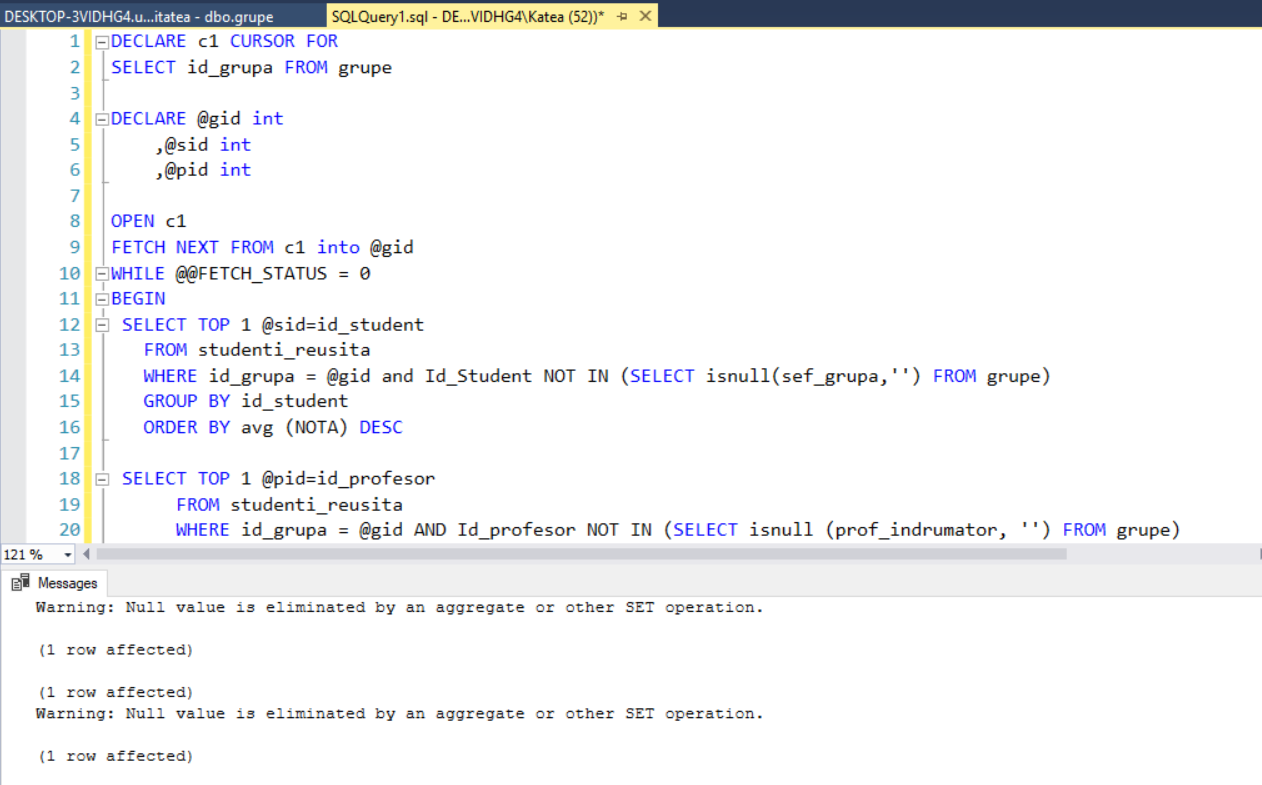 DESKTOP-3VIDHG4.u...itatea - dbo.grupe
SQLQuery1.sql - DE...VIDHG4\Katea (52))*
1 DECLARE c1 CURSOR FOR
2 SELECT id_grupa FROM grupe
3
4 DECLARE @gid int
5 ,@sid int
6 ,@pid int
7
8 OPEN c1
9 FETCH NEXT FROM c1 into @gid
10 WHILE @@FETCH_STATUS = 0
11 BEGIN
12 SELECT TOP 1 @sid=id_student
13 FROM studenti_reusita
14 WHERE id_grupa = @gid and Id_Student NOT IN (SELECT isnull(sef_grupa,'') FROM grupe)
15 GROUP BY id_student
16 ORDER BY avg (NOTA) DESC
17
18 SELECT TOP 1 @pid=id_profesor
19 FROM studenti_reusita
20 WHERE id_grupa = @gid AND Id_profesor NOT IN (SELECT isnull (prof_indrumator, '') FROM grupe)
121 %
Messages
Warning: Null value is eliminated by an aggregate or other SET operation.
(1 row affected)
(1 row affected)
Warning: Null value is eliminated by an aggregate or other SET operation.
(1 row affected)